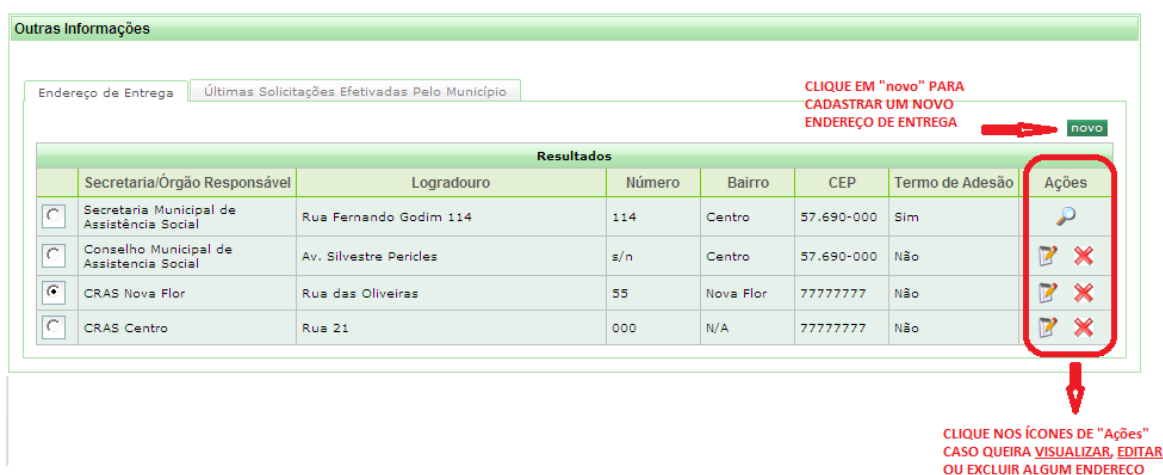 Outras Informações
Endereço de Entrega
Últimas Solicitações Efetivadas Pelo Município
CLIQUE EM "novo" PARA
CADASTRAR UM NOVO
ENDEREÇO DE ENTREGA
novo
Resultados
Secretaria/Órgão Responsável Logradouro Número Bairro CEP Termo de Adesão Ações
Secretaria Municipal de
Assistência Social
Rua Fernando Godim 114 114 Centro 57.690-000 Sim
Conselho Municipal de
Assistencia Social
Av. Silvestre Pericles s/n Centro 57.690-000 Não
CRAS Nova Flor Rua das Oliveiras 55 Nova Flor 77777777 Não
CRAS Centro Rua 21 000 N/A 77777777 Não
CLIQUE NOS ÍCONES DE "Ações"
CASO QUEIRA VISUALIZAR, EDITAR
OU EXCLUIR ALGUM ENDEREÇO